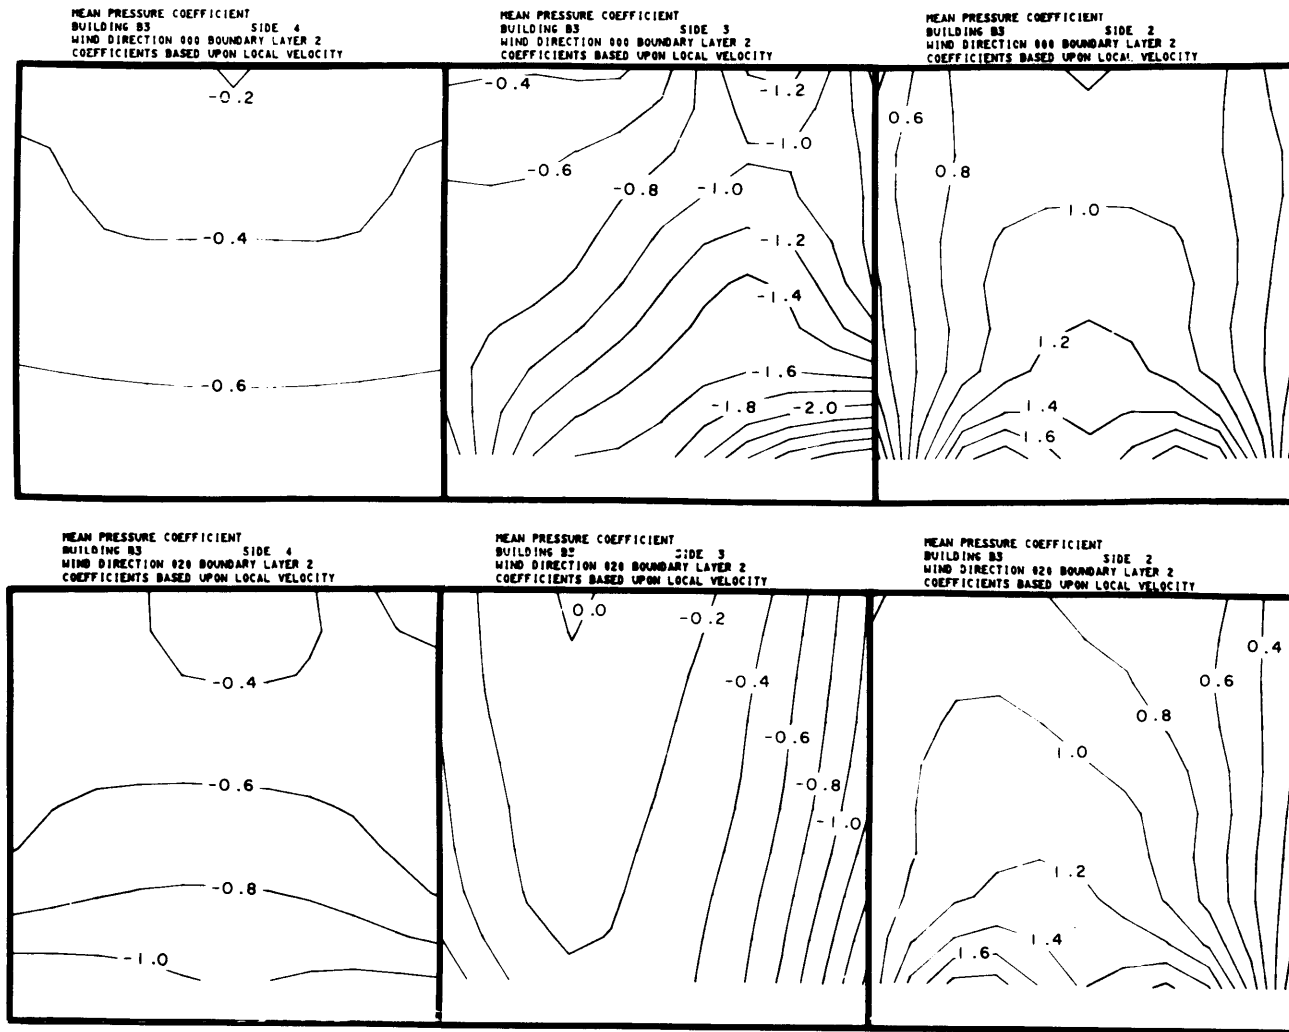 MEAN PRESSURE COEFFICIENT
BUILDING B3 SIDE 4
WIND DIRECTION 000 BOUNDARY LAYER 2
COEFFICIENTS BASED UPON LOCAL VELOCITY
-0.2
-0.4
-0.6
MEAN PRESSURE COEFFICIENT
BUILDING B3 SIDE 3
WIND DIRECTION 000 BOUNDARY LAYER 2
COEFFICIENTS BASED UPON LOCAL VELOCITY
-0.4
-1.2
-1.0
-0.6
-0.8
-1.0
-1.2
-1.4
-1.6
-1.8
-2.0
MEAN PRESSURE COEFFICIENT
BUILDING B3 SIDE 2
WIND DIRECTION 000 BOUNDARY LAYER 2
COEFFICIENTS BASED UPON LOCAL VELOCITY
0.6
0.8
1.0
1.2
1.4
1.6
MEAN PRESSURE COEFFICIENT
BUILDING B3 SIDE 4
WIND DIRECTION 020 BOUNDARY LAYER 2
COEFFICIENTS BASED UPON LOCAL VELOCITY
-0.4
-0.6
-0.8
-1.0
MEAN PRESSURE COEFFICIENT
BUILDING B3 SIDE 3
WIND DIRECTION 020 BOUNDARY LAYER 2
COEFFICIENTS BASED UPON LOCAL VELOCITY
0.0
-0.2
-0.4
-0.6
-0.8
-1.0
MEAN PRESSURE COEFFICIENT
BUILDING B3 SIDE 2
WIND DIRECTION 020 BOUNDARY LAYER 2
COEFFICIENTS BASED UPON LOCAL VELOCITY
0.4
0.6
0.8
1.0
1.2
1.4
1.6